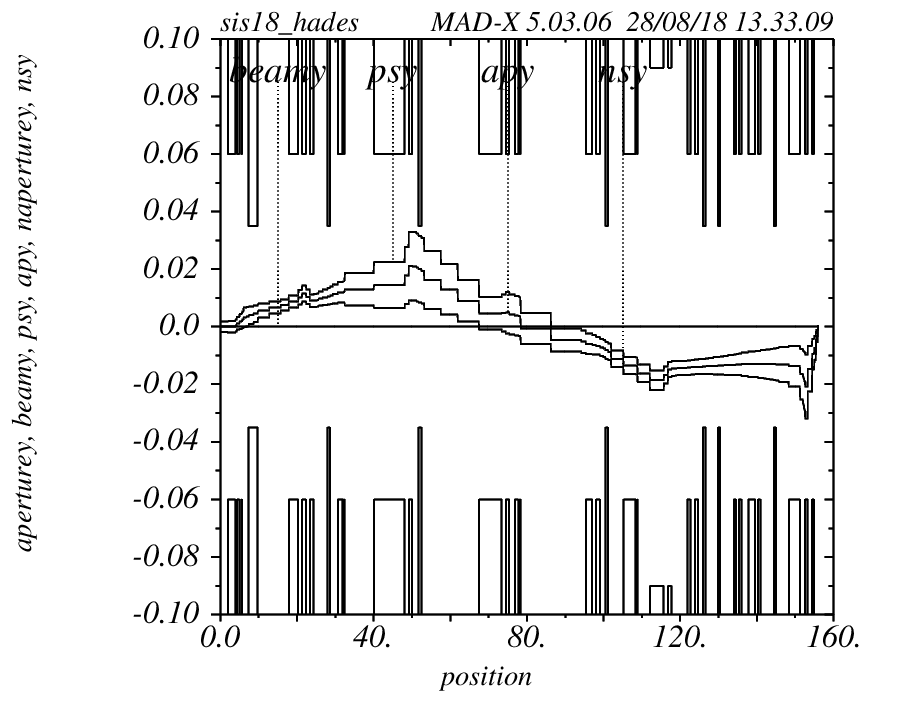 sis18_hades MAD-X 5.03.06 28/08/18 13.33.09
0.10
beamy psy apy nsy
0.08
0.06
0.04
0.02
0.0
-0.02
-0.04
-0.06
-0.08
-0.10
0.0 40. 80. 120. 160.
position
aperturey, beamy, psy, apy, naperturey, nsy